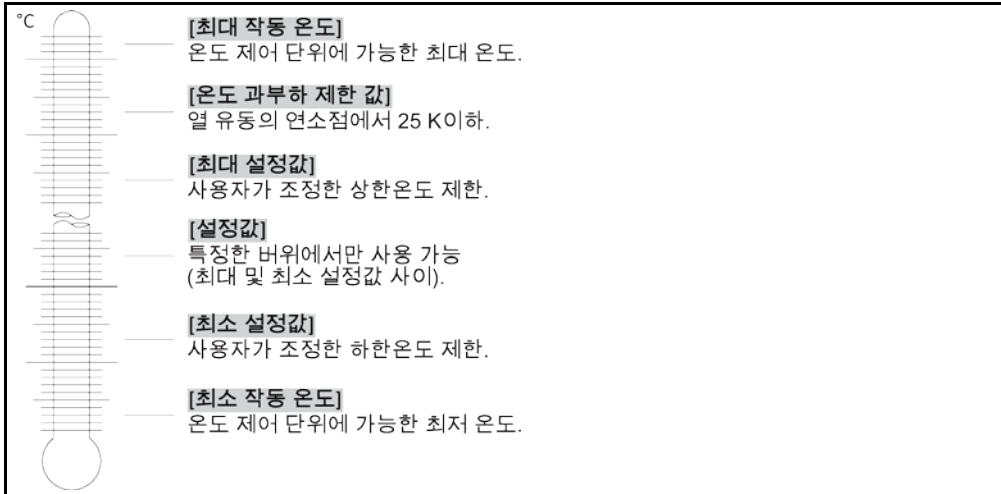 °C
[최대 작동 온도]
온도 제어 단위에 가능한 최대 온도.
[온도 과부하 제한 값]
열 유동의 연소점에서 25 K이하.
[최대 설정값]
사용자가 조정한 상한온도 제한.
[설정값]
특정한 버위에서만 사용 가능
(최대 및 최소 설정값 사이).
[최소 설정값]
사용자가 조정한 하한온도 제한.
[최소 작동 온도]
온도 제어 단위에 가능한 최저 온도.